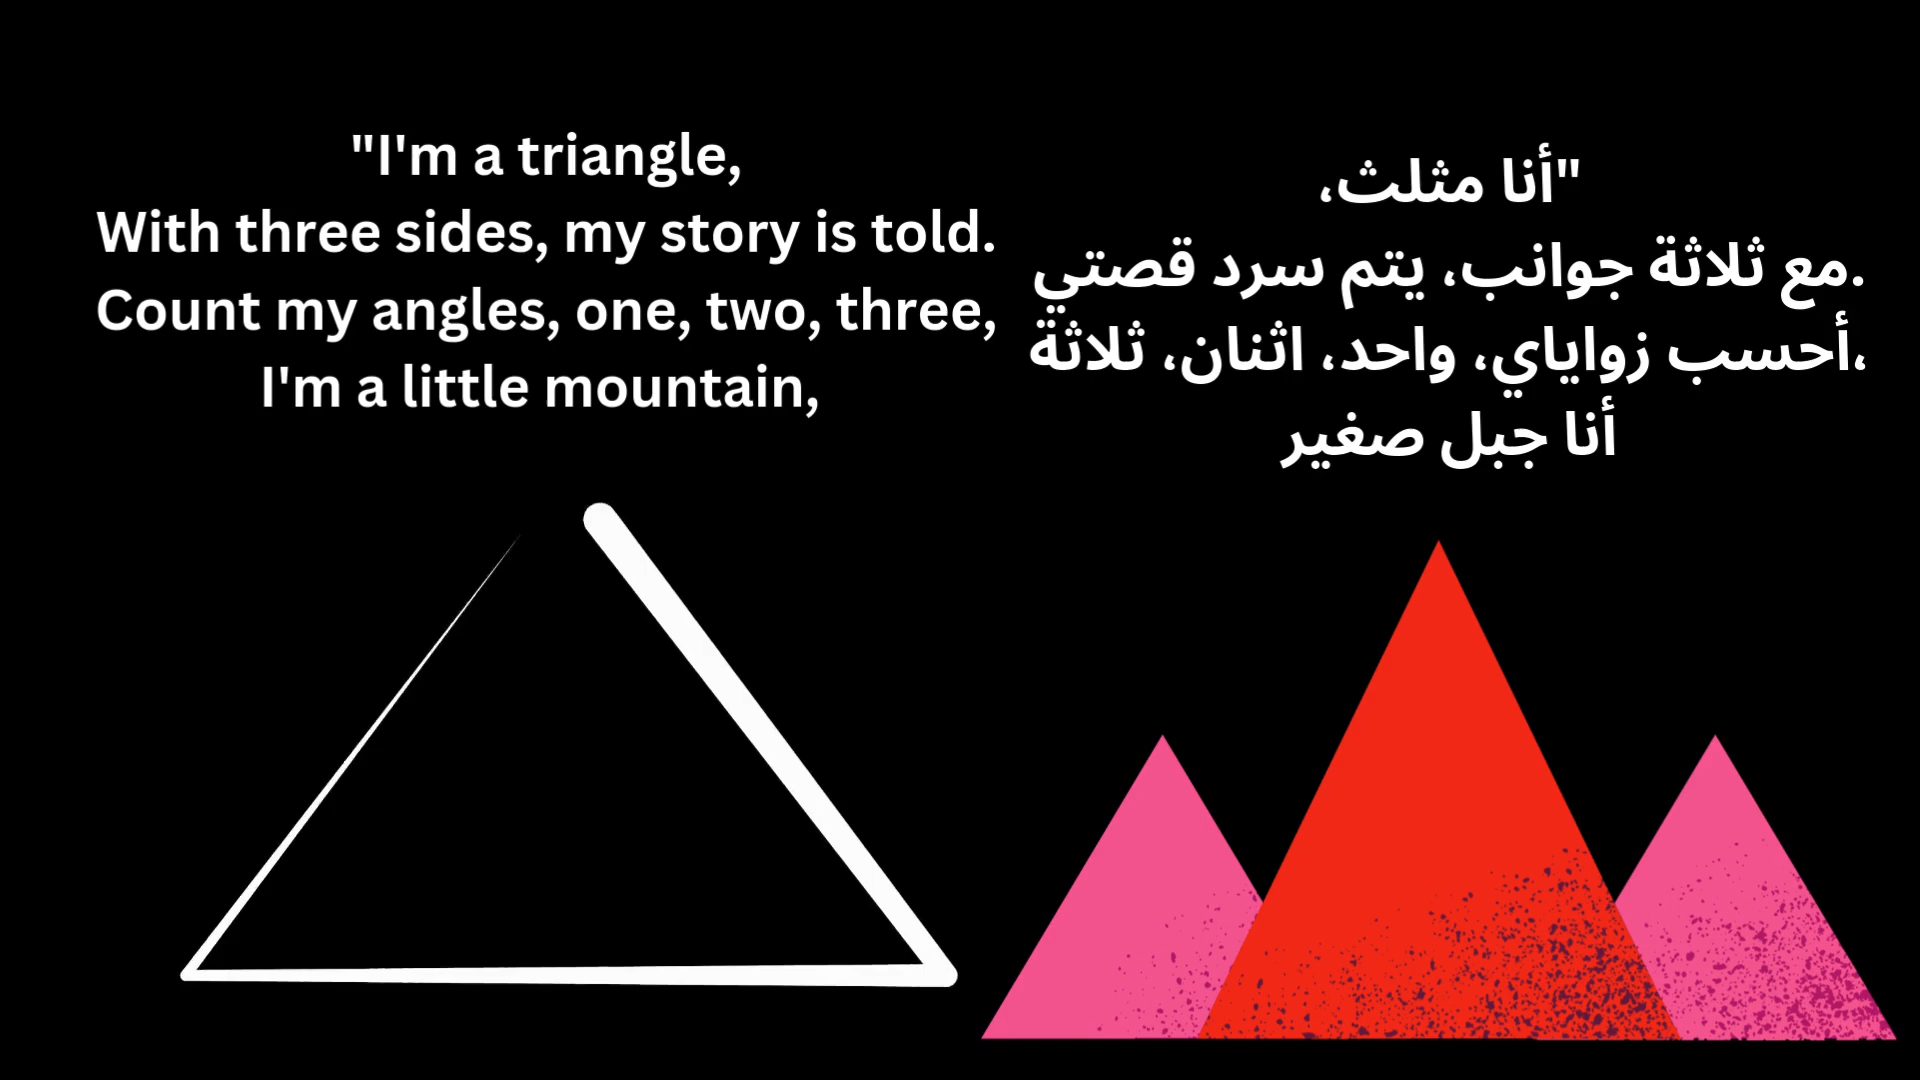 "I'm a triangle,
With three sides, my story is told.
Count my angles, one, two, three,
I'm a little mountain,
"أنا مثلث،
.مع ثلاثة جوانب، يتم سرد قصتي
،أحسب زواياي، واحد، اثنان، ثلاثة
أنا جبل صغير